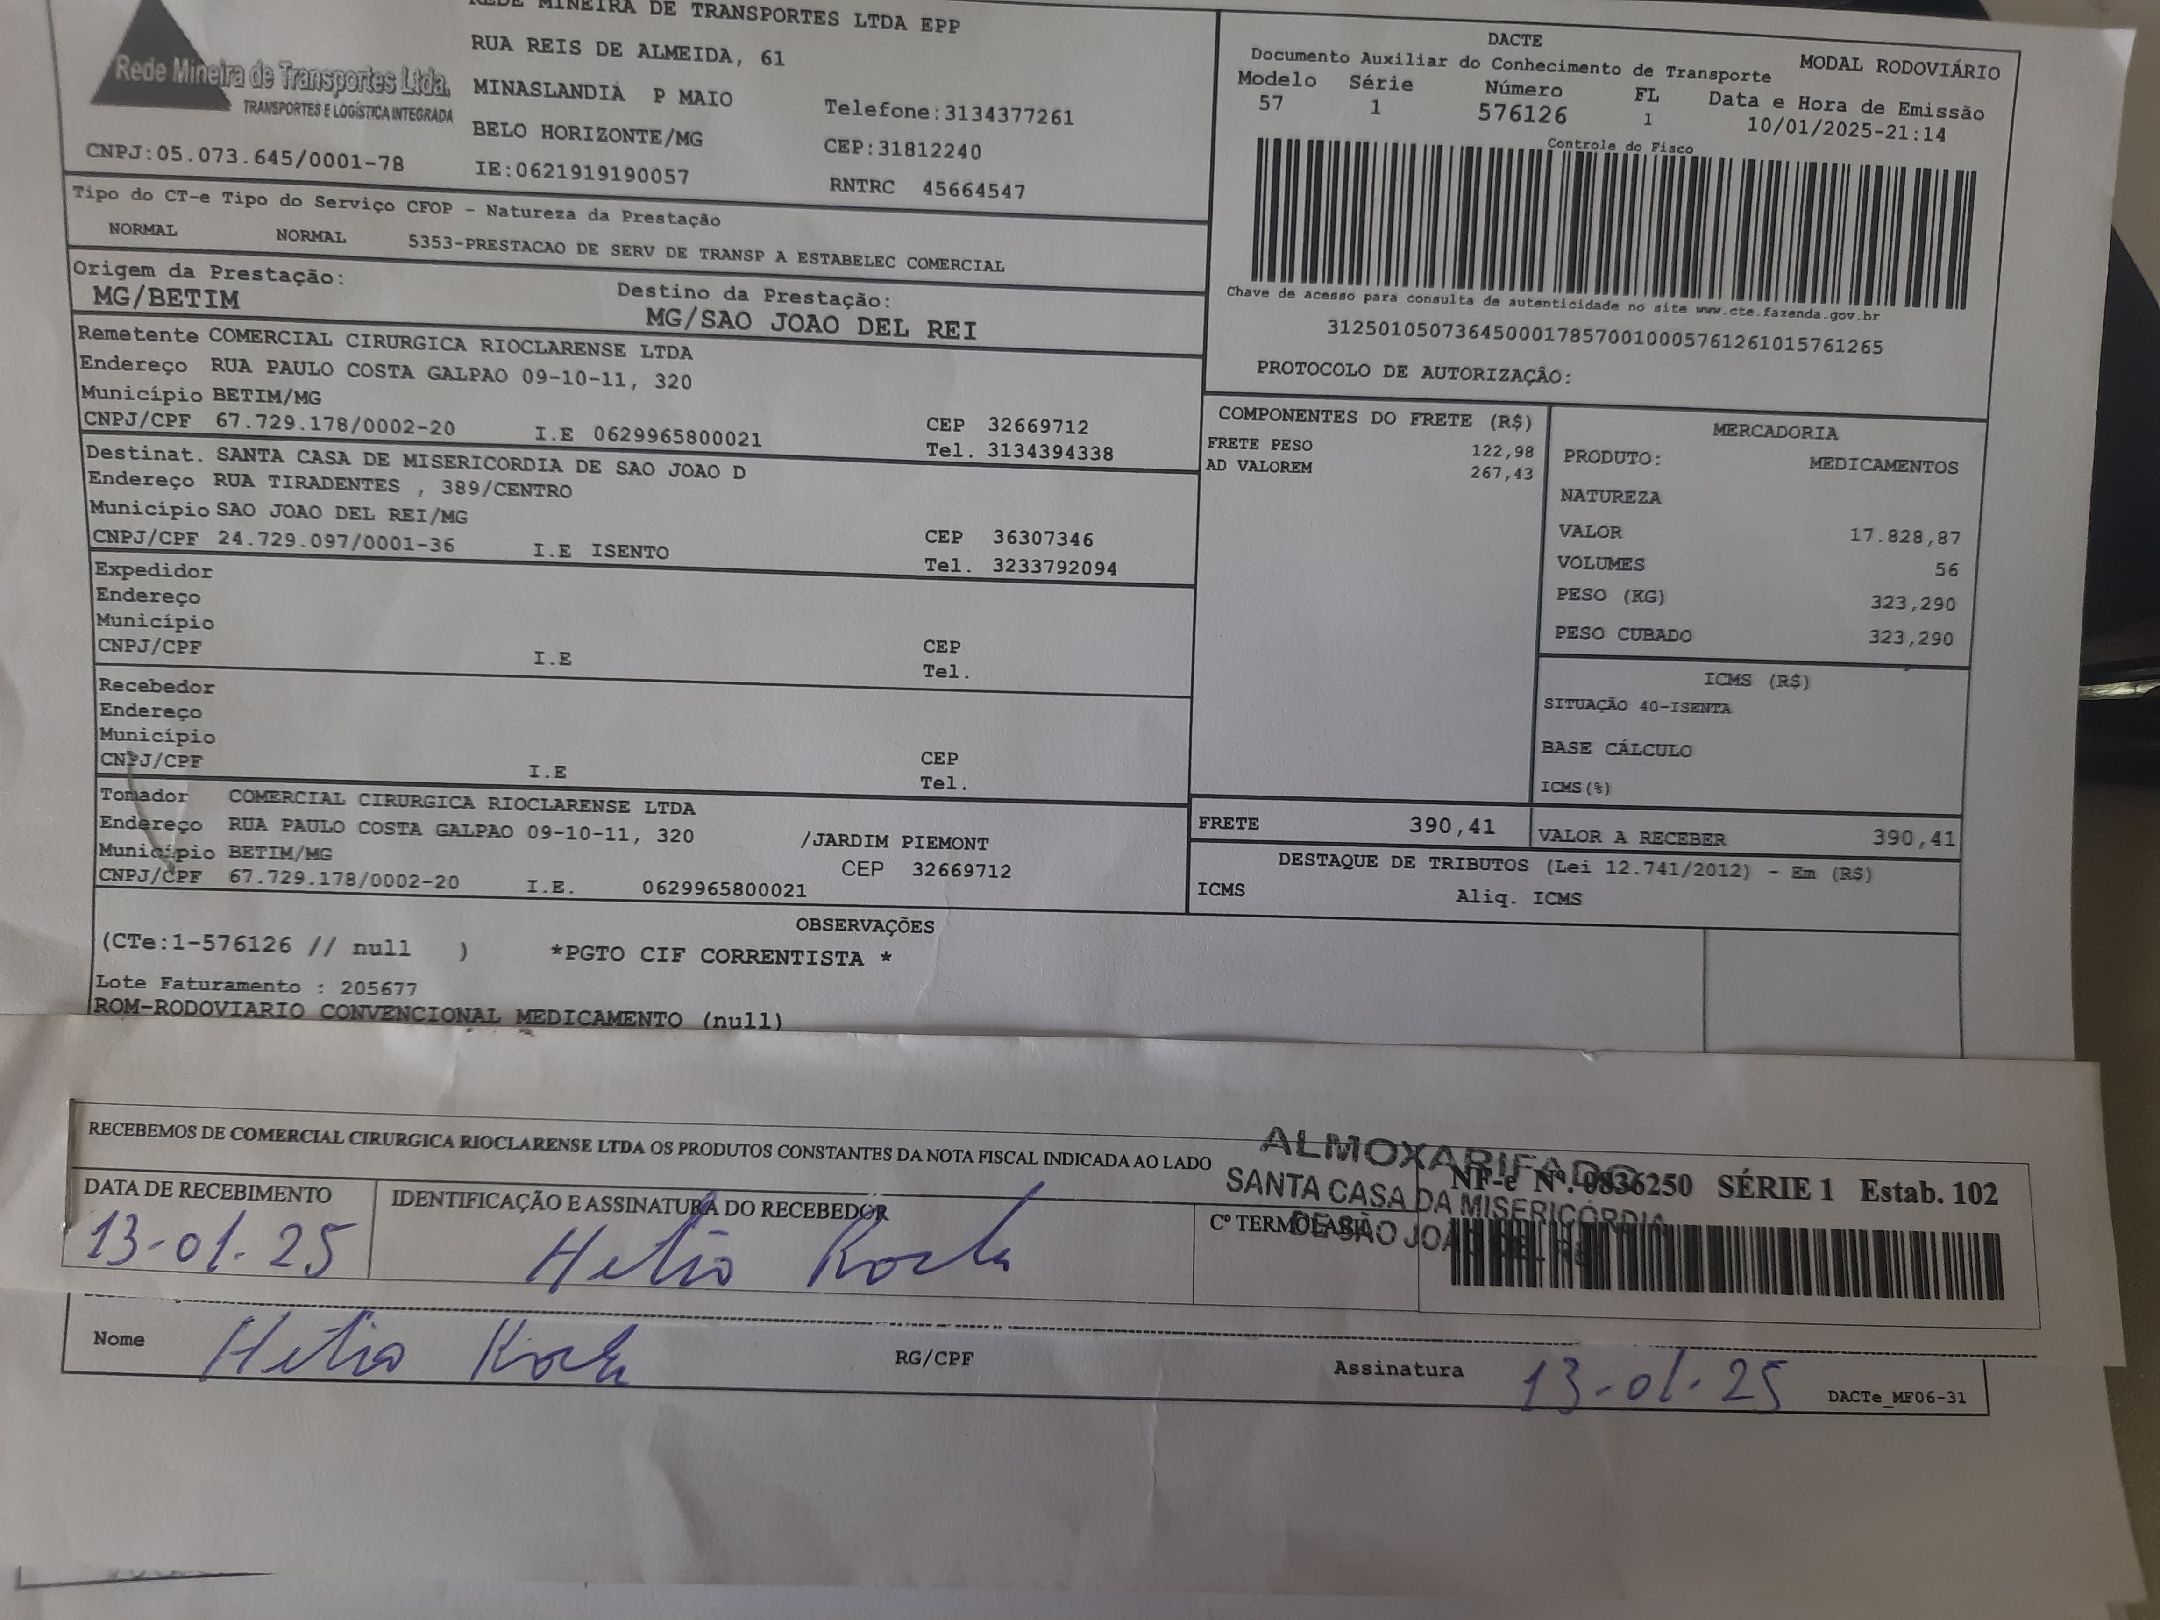 REDE MINEIRA DE TRANSPORTES LTDA EPP
RUA REIS DE ALMEIDA, 61
MINASLANDIA P MAIO Telefone:3134377261
BELO HORIZONTE/MG CEP:31812240
IE:0621919190057 RNTRC 45664547
Rede Mineira de Transportes Ltda.
TRANSPORTES E LOGÍSTICA INTEGRADA
CNPJ:05.073.645/0001-78
DACTE
Documento Auxiliar do Conhecimento de Transporte MODAL RODOVIÁRIO
Modelo Série Número FL Data e Hora de Emissão
57 1 576126 1 10/01/2025-21:14
Controle do Fisco
Chave de acesso para consulta de autenticidade no site www.cte.fazenda.gov.br
31250105073645000178570010005761261015761265
PROTOCOLO DE AUTORIZAÇÃO:
Tipo do CT-e Tipo do Serviço CFOP - Natureza da Prestação
NORMAL NORMAL 5353-PRESTACAO DE SERV DE TRANSP A ESTABELEC COMERCIAL
Origem da Prestação: Destino da Prestação:
MG/BETIM MG/SAO JOAO DEL REI
Remetente COMERCIAL CIRURGICA RIOCLARENSE LTDA
Endereço RUA PAULO COSTA GALPAO 09-10-11, 320
Município BETIM/MG CEP 32669712
CNPJ/CPF 67.729.178/0002-20 I.E 0629965800021 Tel. 3134394338
Destinat. SANTA CASA DE MISERICORDIA DE SAO JOAO D
Endereço RUA TIRADENTES , 389/CENTRO
Município SAO JOAO DEL REI/MG CEP 36307346
CNPJ/CPF 24.729.097/0001-36 I.E ISENTO Tel. 3233792094
Expedidor
Endereço
Município CEP
CNPJ/CPF I.E Tel.
Recebedor
Endereço
Município CEP
CNPJ/CPF I.E Tel.
Tomador COMERCIAL CIRURGICA RIOCLARENSE LTDA
Endereço RUA PAULO COSTA GALPAO 09-10-11, 320 /JARDIM PIEMONT
Município BETIM/MG CEP 32669712
CNPJ/CPF 67.729.178/0002-20 I.E. 0629965800021
COMPONENTES DO FRETE (R$)
FRETE PESO 122,98
AD VALOREM 267,43
MERCADORIA
PRODUTO: MEDICAMENTOS
NATUREZA
VALOR 17.828,87
VOLUMES 56
PESO (KG) 323,290
PESO CUBADO 323,290
ICMS (R$)
SITUAÇÃO 40-ISENTA
BASE CÁLCULO
ICMS(%)
FRETE 390,41 VALOR A RECEBER 390,41
DESTAQUE DE TRIBUTOS (Lei 12.741/2012) - Em (R$)
ICMS Aliq. ICMS
OBSERVAÇÕES
(CTe:1-576126 // null ) *PGTO CIF CORRENTISTA *
Lote Faturamento : 205677
ROM-RODOVIARIO CONVENCIONAL MEDICAMENTO (null)
RECEBEMOS DE COMERCIAL CIRURGICA RIOCLARENSE LTDA OS PRODUTOS CONSTANTES DA NOTA FISCAL INDICADA AO LADO
ALMOXARIFADO
SANTA CASA DA MISERICÓRDIA
DE SÃO JOÃO DEL REI
NF-e Nº. 0836250 SÉRIE 1 Estab. 102
DATA DE RECEBIMENTO IDENTIFICAÇÃO E ASSINATURA DO RECEBEDOR
Cº TERMOLABIL
13-01-25 Helio Rocha
Nome Helio Rocha RG/CPF Assinatura 13-01-25 DACTe_MF06-31